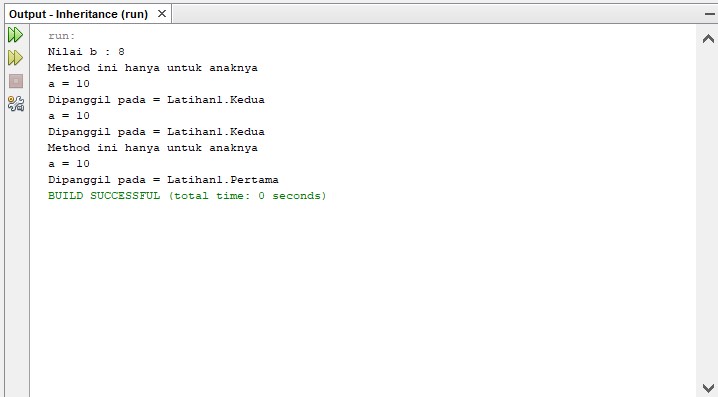 Output - Inheritance (run)
run:
Nilai b : 8
Method ini hanya untuk anaknya
a = 10
Dipanggil pada = Latihan1.Kedua
a = 10
Dipanggil pada = Latihan1.Kedua
Method ini hanya untuk anaknya
a = 10
Dipanggil pada = Latihan1.Pertama
BUILD SUCCESSFUL (total time: 0 seconds)